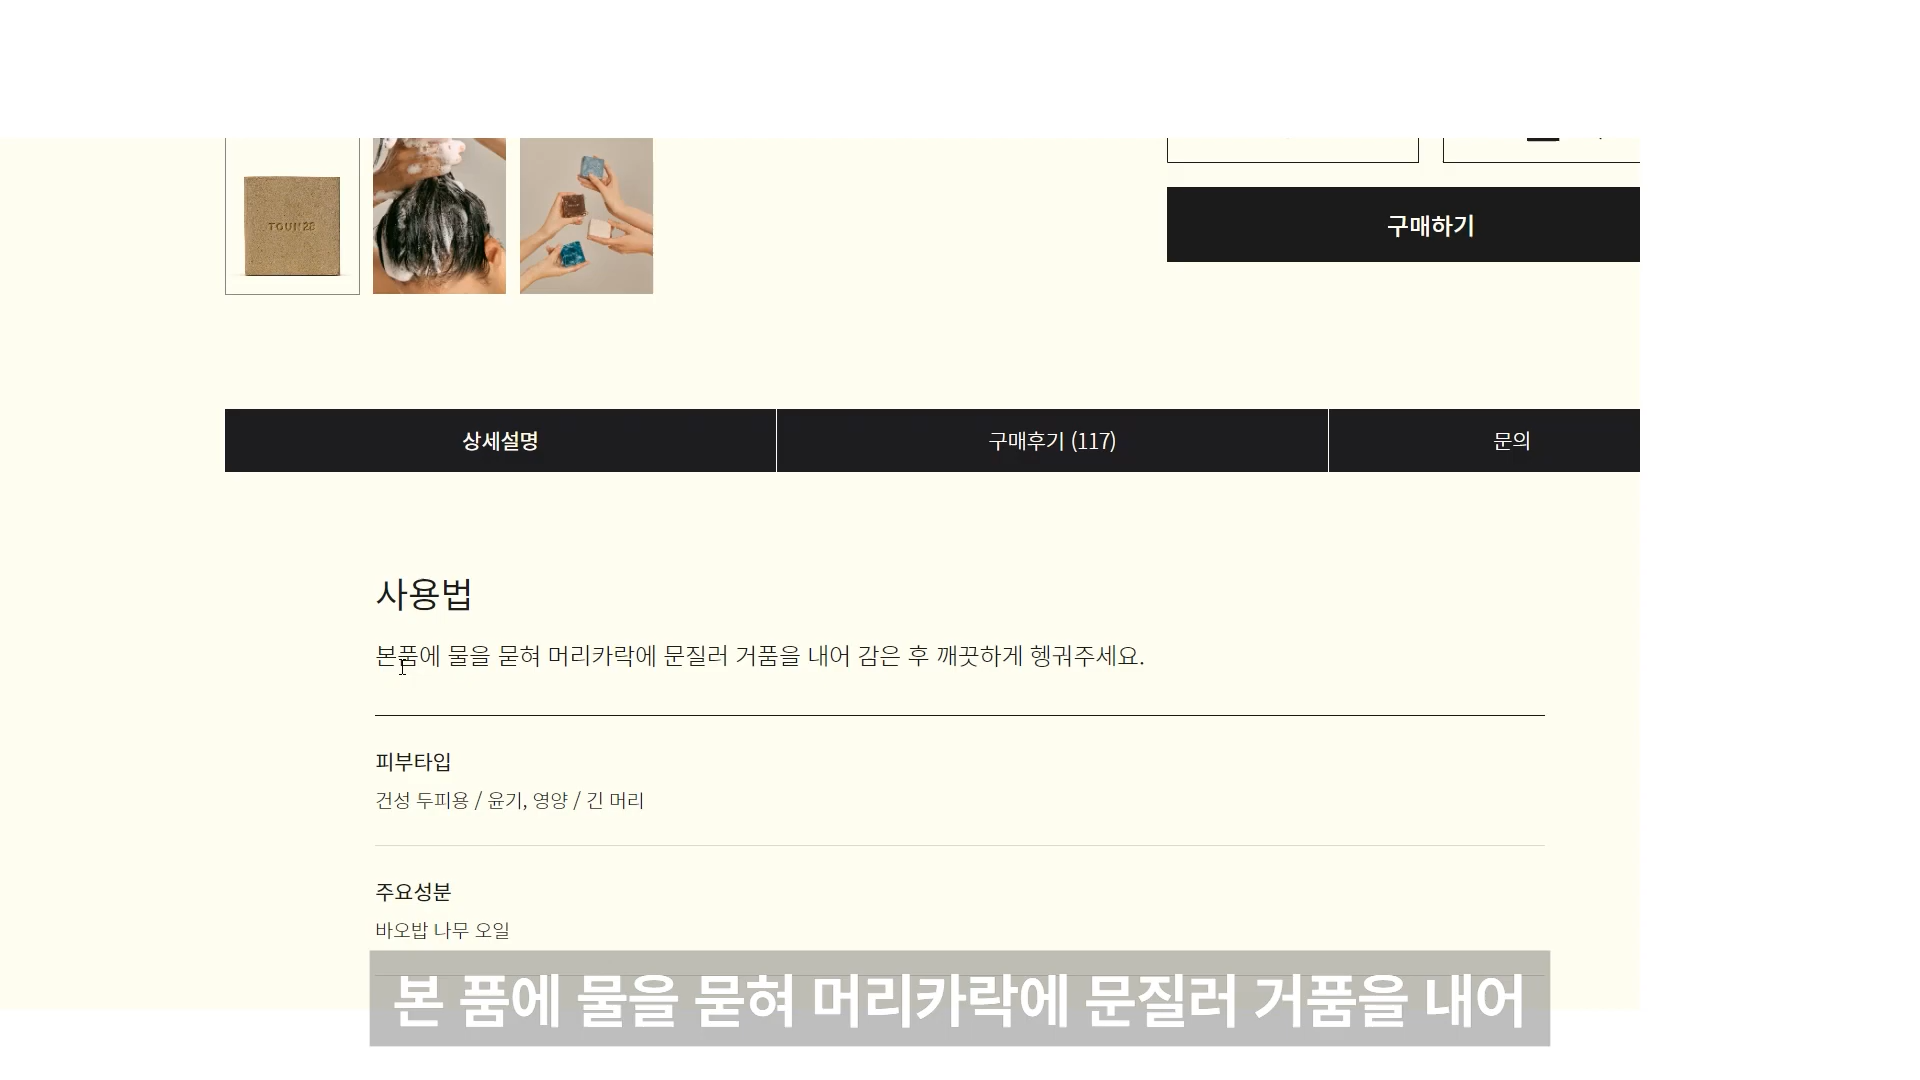 TOUN28
구매하기
상세설명
구매후기 (117)
문의
사용법
본품에 물을 묻혀 머리카락에 문질러 거품을 내어 감은 후 깨끗하게 헹궈주세요.
피부타입
건성 두피용 / 윤기, 영양 / 긴 머리
주요성분
바오밥 나무 오일
본 품에 물을 묻혀 머리카락에 문질러 거품을 내어